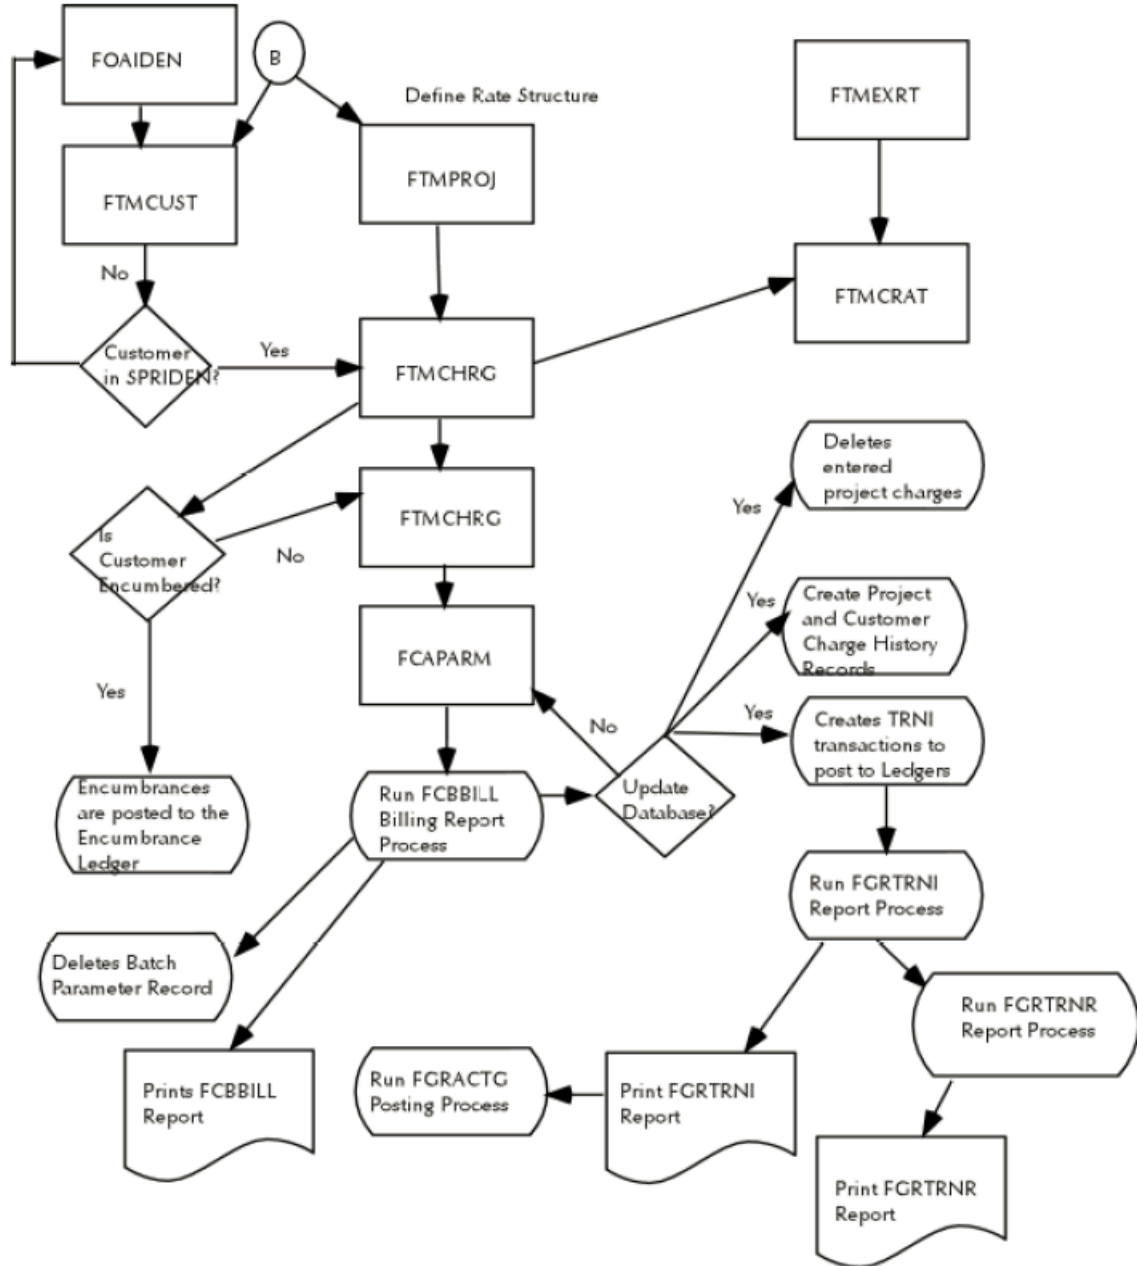 FOAIDEN
B
Define Rate Structure
FTMEXRT
FTMCUST
FTMPROJ
No
FTMCRAT
Customer
in SPRIDEN?
Yes
FTMCHRG
Deletes
entered
project charges
Yes
Is
Customer
Encumbered?
No
FTMCHRG
Yes
Create Project
and Customer
Charge History
Records
FCAPARM
Yes
No
Yes
Creates TRNI
transactions to
post to Ledgers
Encumbrances
are posted to the
Encumbrance
Ledger
Run FCBBILL
Billing Report
Process
Update
Database?
Run FGRTRNI
Report Process
Deletes Batch
Parameter Record
Run FGRTRNR
Report Process
Prints FCBBILL
Report
Run FGRACTG
Posting Process
Print FGRTRNI
Report
Print FGRTRNR
Report